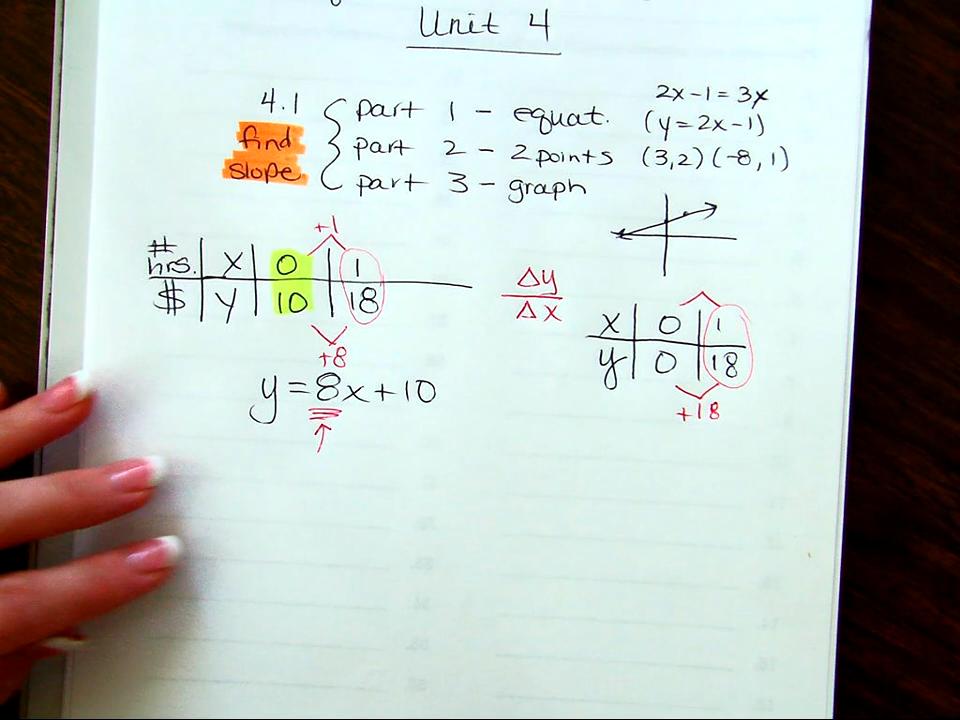 Unit 4
4.1 find slope
part 1 - equat. 2x-1=3x
(y=2x-1)
part 2 - 2 points (3,2) (-8,1)
part 3 - graph
+1
# hrs. x 0 1
$ y 10 18
+8
y=8x+10
Δy
Δx
x 0 1
y 0 18
+18